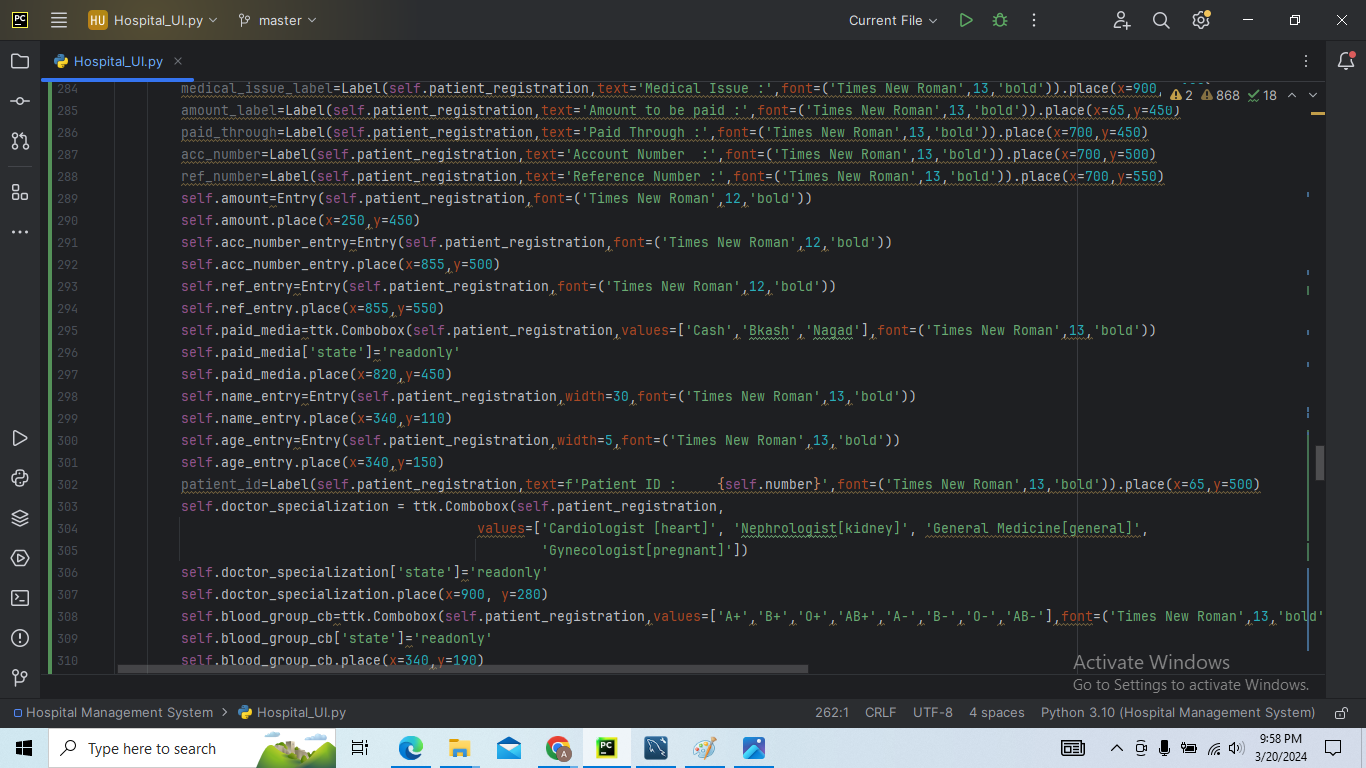 PC
HU Hospital_UI.py master Current File
Hospital_UI.py
2 868 18
284 medical_issue_label=Label(self.patient_registration,text='Medical Issue :',font=('Times New Roman',13,'bold')).place(x=900,
285 amount_label=Label(self.patient_registration,text='Amount to be paid :',font=('Times New Roman',13,'bold')).place(x=65,y=450)
286 paid_through=Label(self.patient_registration,text='Paid Through :',font=('Times New Roman',13,'bold')).place(x=700,y=450)
287 acc_number=Label(self.patient_registration,text='Account Number  :',font=('Times New Roman',13,'bold')).place(x=700,y=500)
288 ref_number=Label(self.patient_registration,text='Reference Number :',font=('Times New Roman',13,'bold')).place(x=700,y=550)
289 self.amount=Entry(self.patient_registration,font=('Times New Roman',12,'bold'))
290 self.amount.place(x=250,y=450)
291 self.acc_number_entry=Entry(self.patient_registration,font=('Times New Roman',12,'bold'))
292 self.acc_number_entry.place(x=855,y=500)
293 self.ref_entry=Entry(self.patient_registration,font=('Times New Roman',12,'bold'))
294 self.ref_entry.place(x=855,y=550)
295 self.paid_media=ttk.Combobox(self.patient_registration,values=['Cash','Bkash','Nagad'],font=('Times New Roman',13,'bold'))
296 self.paid_media['state']='readonly'
297 self.paid_media.place(x=820,y=450)
298 self.name_entry=Entry(self.patient_registration,width=30,font=('Times New Roman',13,'bold'))
299 self.name_entry.place(x=340,y=110)
300 self.age_entry=Entry(self.patient_registration,width=5,font=('Times New Roman',13,'bold'))
301 self.age_entry.place(x=340,y=150)
302 patient_id=Label(self.patient_registration,text=f'Patient ID :     {self.number}',font=('Times New Roman',13,'bold')).place(x=65,y=500)
303 self.doctor_specialization = ttk.Combobox(self.patient_registration,
304 values=['Cardiologist [heart]', 'Nephrologist[kidney]', 'General Medicine[general]',
305 'Gynecologist[pregnant]'])
306 self.doctor_specialization['state']='readonly'
307 self.doctor_specialization.place(x=900, y=280)
308 self.blood_group_cb=ttk.Combobox(self.patient_registration,values=['A+','B+','O+','AB+','A-','B-','O-','AB-'],font=('Times New Roman',13,'bold'
309 self.blood_group_cb['state']='readonly'
310 self.blood_group_cb.place(x=340,y=190)
Activate Windows
Go to Settings to activate Windows.
Hospital Management System Hospital_UI.py 262:1 CRLF UTF-8 4 spaces Python 3.10 (Hospital Management System)
Type here to search A PC 9:58 PM
3/20/2024